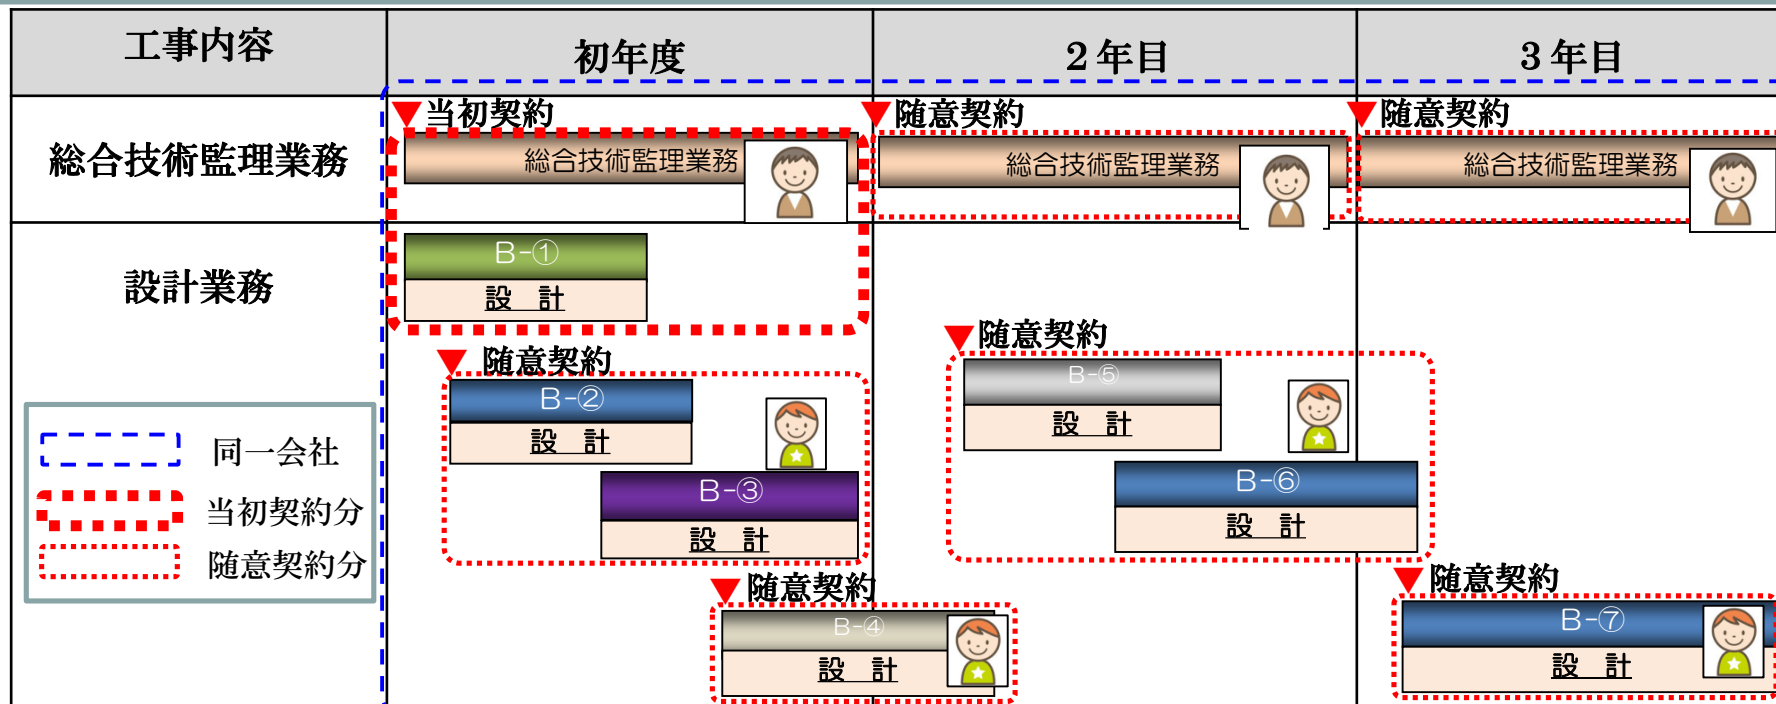 工事内容
初年度
２年目
３年目
総合技術監理業務
当初契約
総合技術監理業務
随意契約
総合技術監理業務
随意契約
総合技術監理業務
設計業務
B-①
設 計
随意契約
B-②
設 計
B-③
設 計
随意契約
B-④
設 計
随意契約
B-⑤
設 計
B-⑥
設 計
随意契約
B-⑦
設 計
同一会社
当初契約分
随意契約分